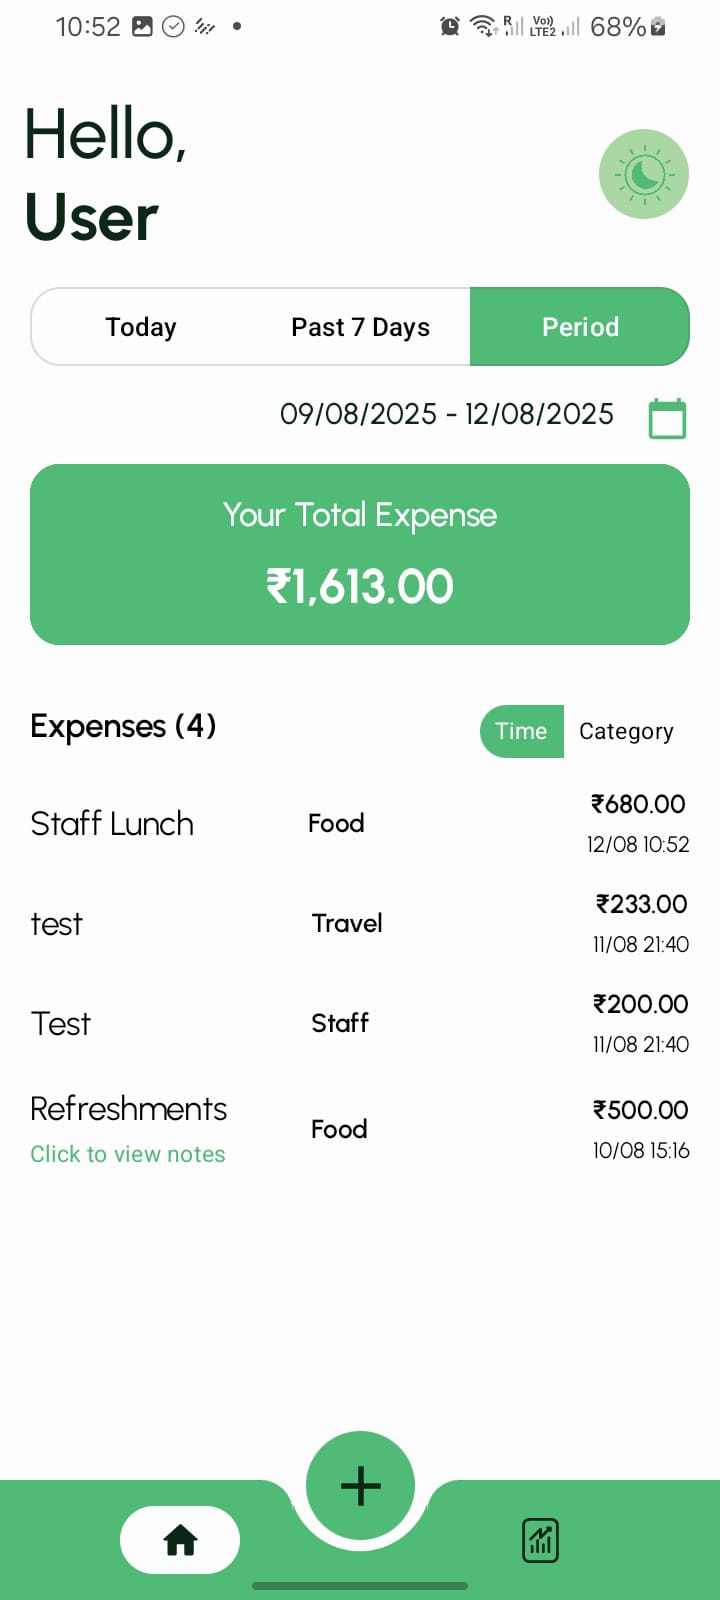 10:52 R Vo)) LTE2 68%
Hello,
User
Today Past 7 Days Period
09/08/2025 - 12/08/2025
Your Total Expense
₹1,613.00
Expenses (4) Time Category
Staff Lunch Food ₹680.00
12/08 10:52
test Travel ₹233.00
11/08 21:40
Test Staff ₹200.00
11/08 21:40
Refreshments Food ₹500.00
Click to view notes 10/08 15:16